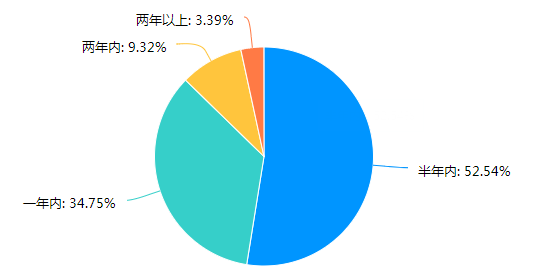 两年以上: 3.39%
两年内: 9.32%
半年内: 52.54%
一年内: 34.75%